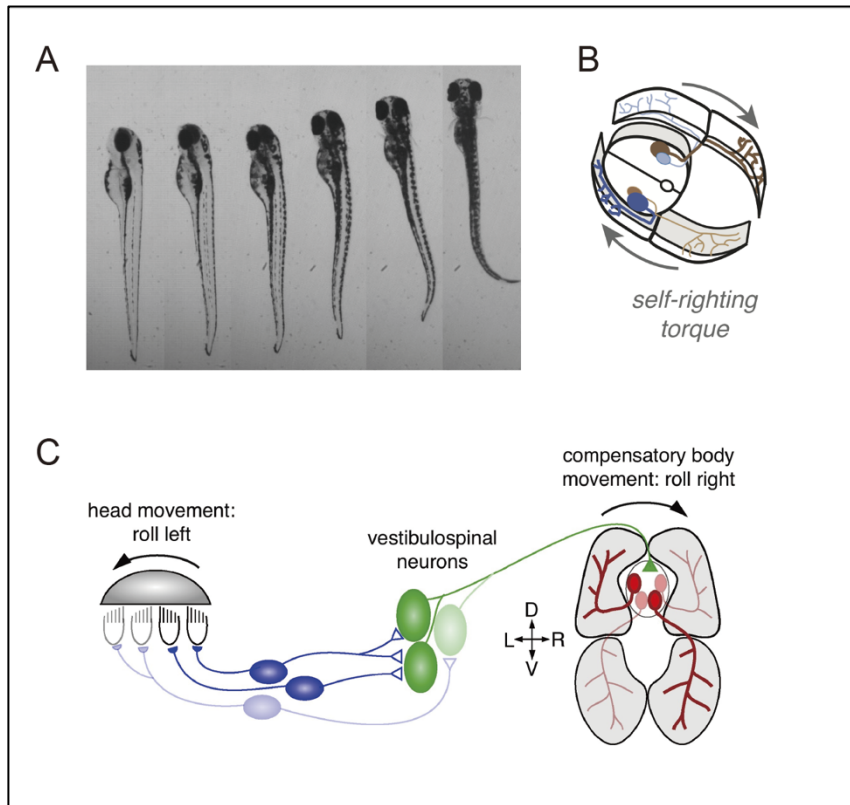 A
B
self-righting
torque
C
head movement:
roll left
vestibulospinal
neurons
compensatory body
movement: roll right
D
L
R
V